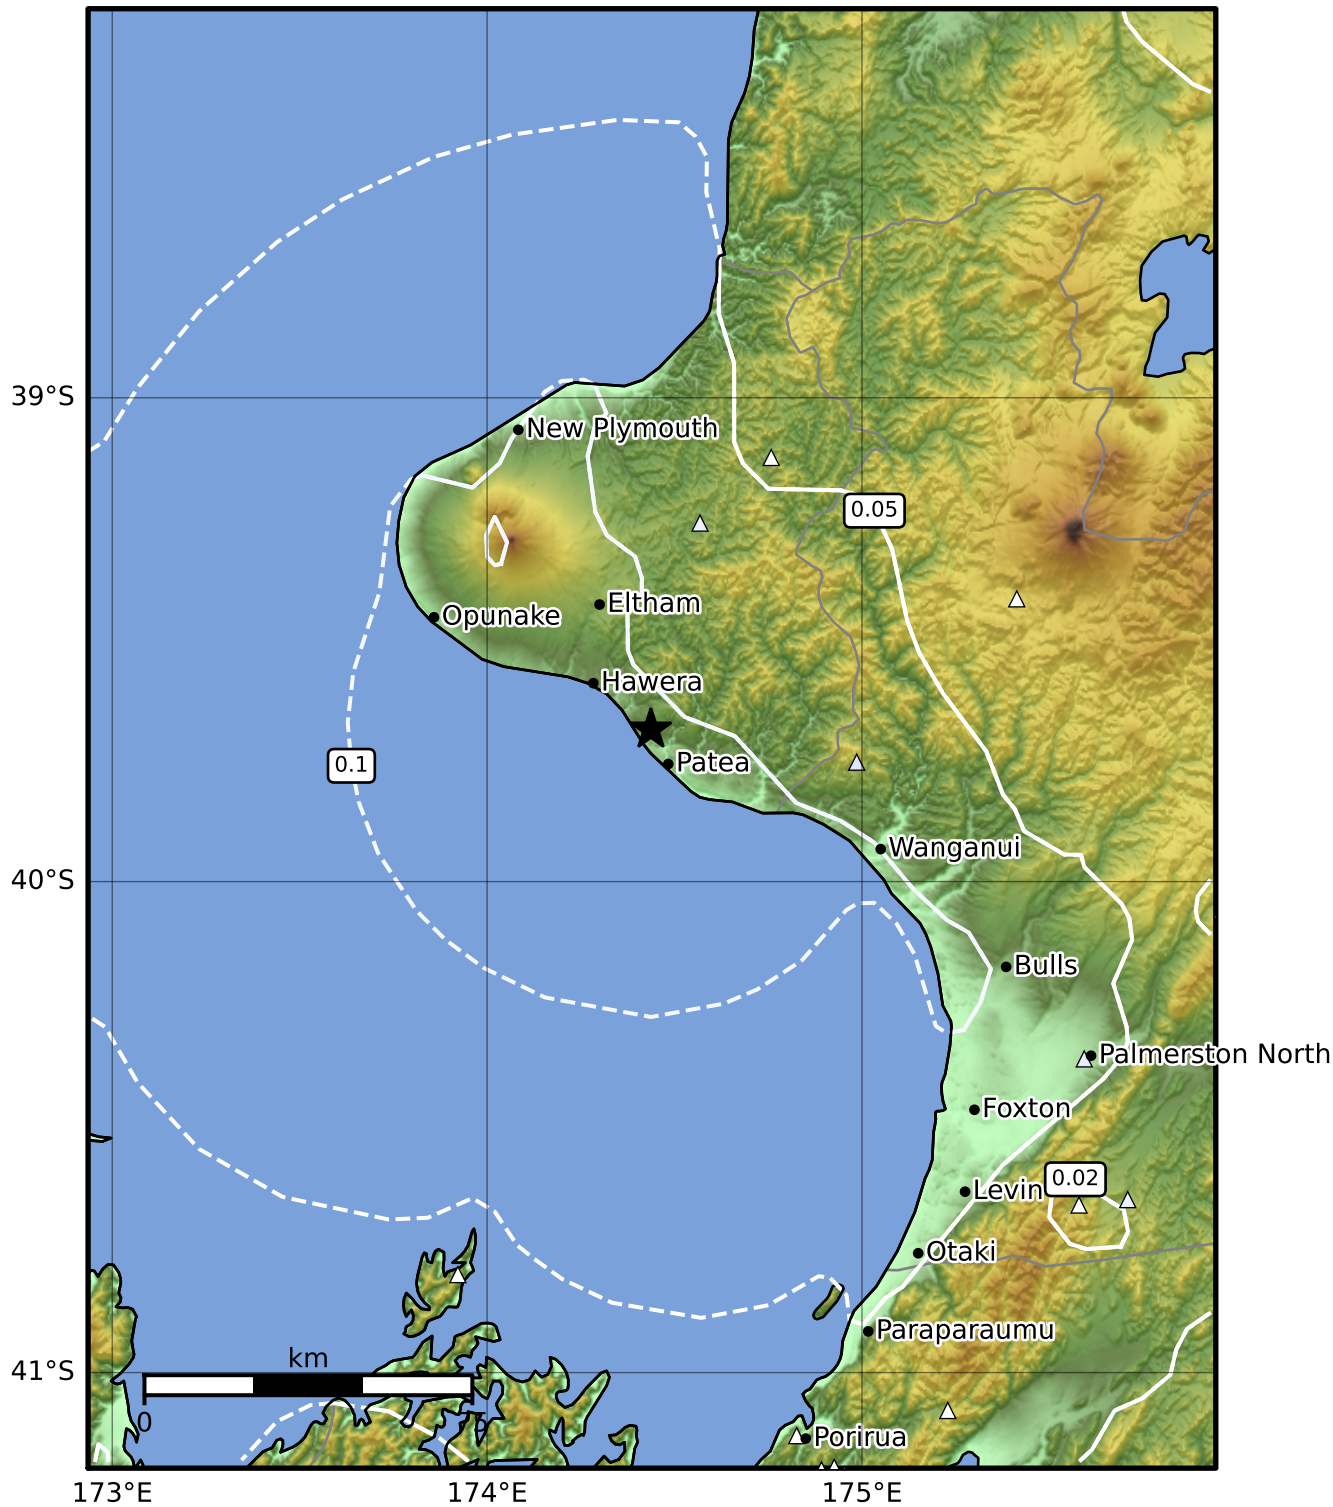 New Plymouth
39°S
0.05
Eltham
Opunake
Hawera
Patea
0.1
Wanganui
40°S
Bulls
Palmerston North
Foxton
0.02
Levin
Otaki
Paraparaumu
km
41°S
0
Porirua
173°E
174°E
175°E